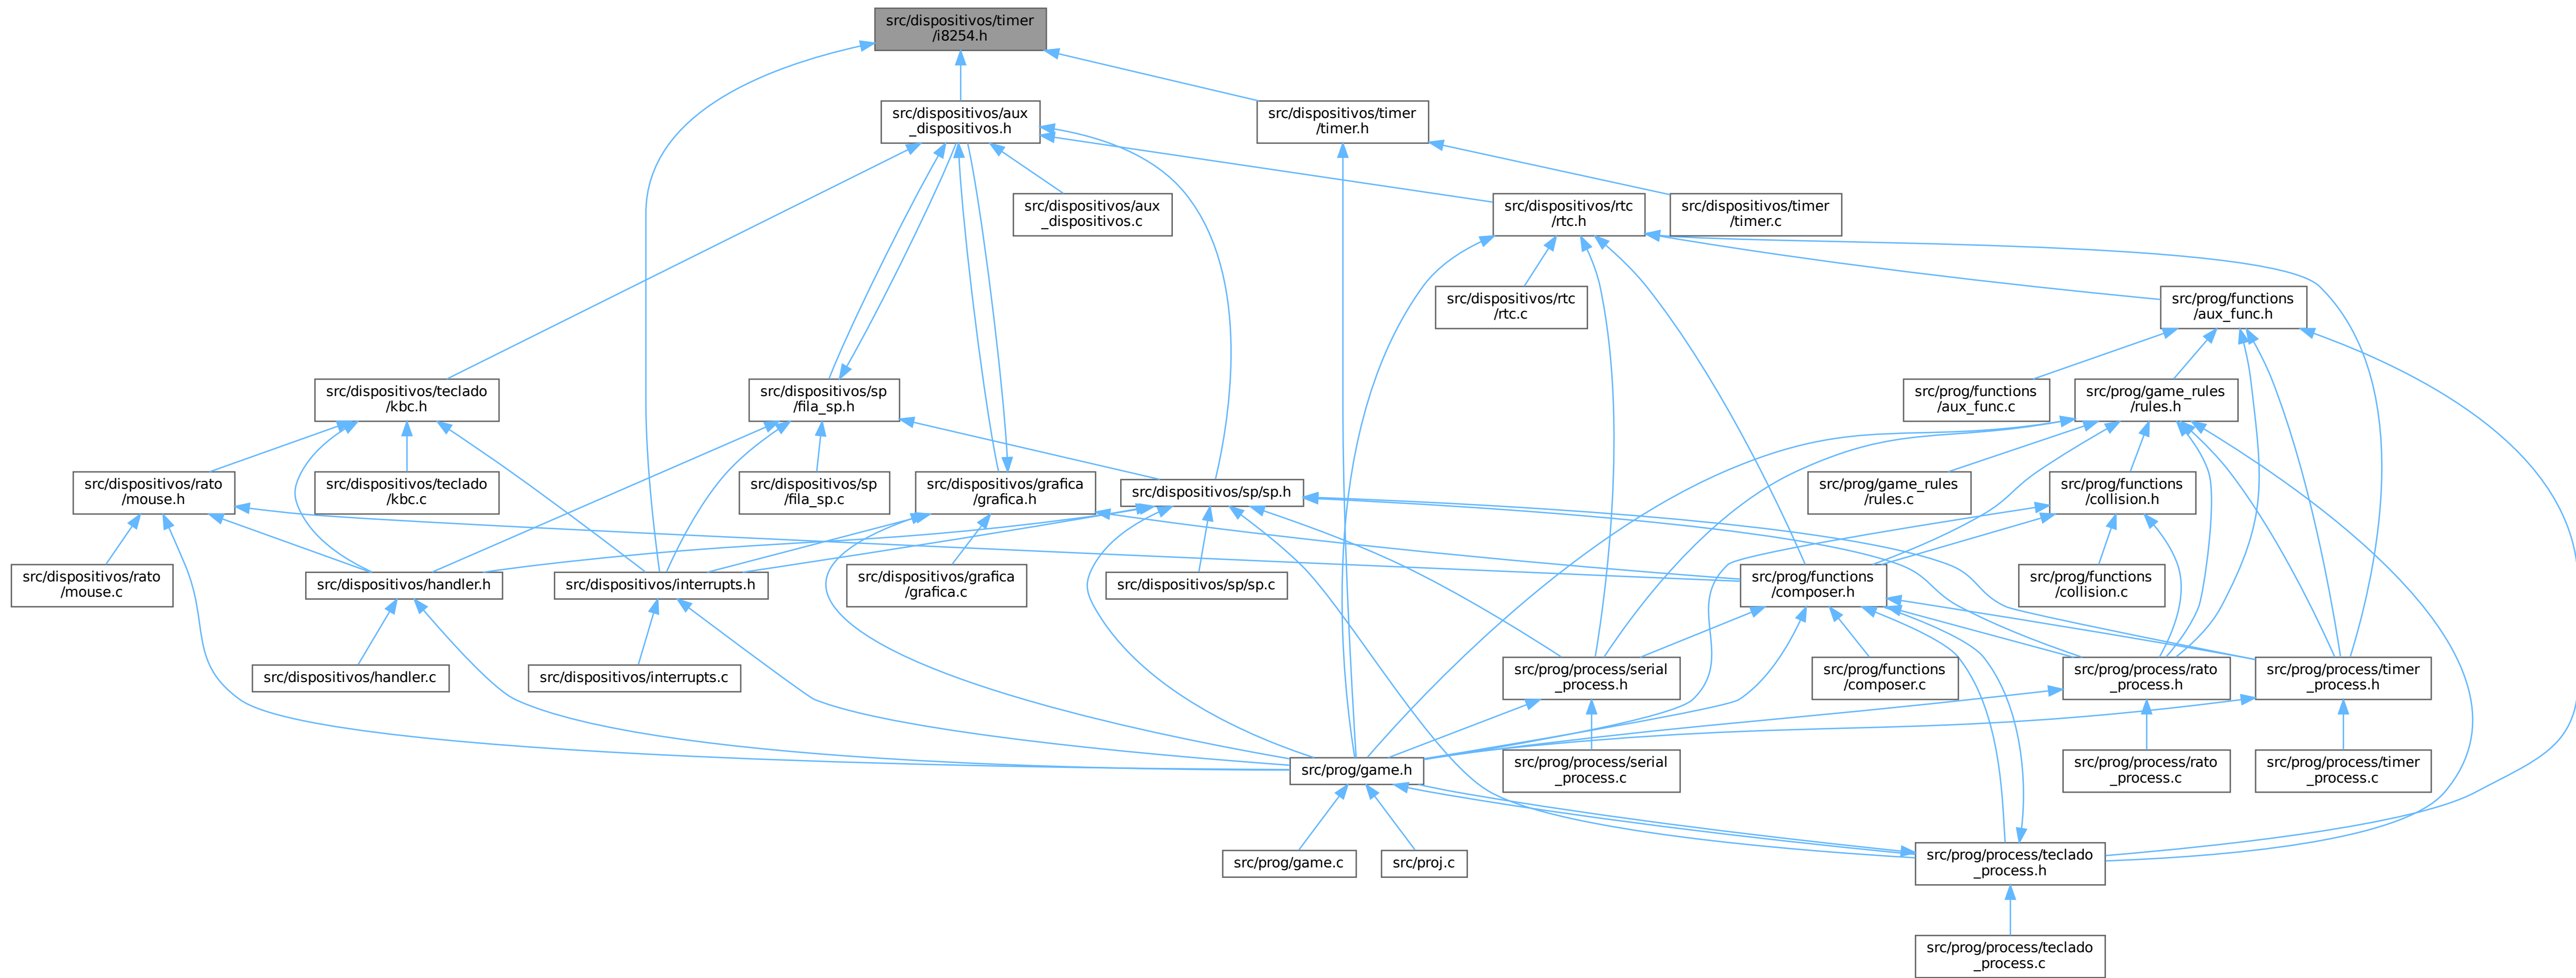 src/dispositivos/timer
/i8254.h
src/dispositivos/aux
_dispositivos.h
src/dispositivos/timer
/timer.h
src/dispositivos/aux
_dispositivos.c
src/dispositivos/rtc
/rtc.h
src/dispositivos/timer
/timer.c
src/dispositivos/rtc
/rtc.c
src/prog/functions
/aux_func.h
src/dispositivos/teclado
/kbc.h
src/dispositivos/sp
/fila_sp.h
src/prog/functions
/aux_func.c
src/prog/game_rules
/rules.h
src/dispositivos/rato
/mouse.h
src/dispositivos/teclado
/kbc.c
src/dispositivos/sp
/fila_sp.c
src/dispositivos/grafica
/grafica.h
src/dispositivos/sp/sp.h
src/prog/game_rules
/rules.c
src/prog/functions
/collision.h
src/dispositivos/rato
/mouse.c
src/dispositivos/handler.h
src/dispositivos/interrupts.h
src/dispositivos/grafica
/grafica.c
src/dispositivos/sp/sp.c
src/prog/functions
/composer.h
src/prog/functions
/collision.c
src/dispositivos/handler.c
src/dispositivos/interrupts.c
src/prog/process/serial
_process.h
src/prog/functions
/composer.c
src/prog/process/rato
_process.h
src/prog/process/timer
_process.h
src/prog/game.h
src/prog/process/serial
_process.c
src/prog/process/rato
_process.c
src/prog/process/timer
_process.c
src/prog/game.c
src/proj.c
src/prog/process/teclado
_process.h
src/prog/process/teclado
_process.c